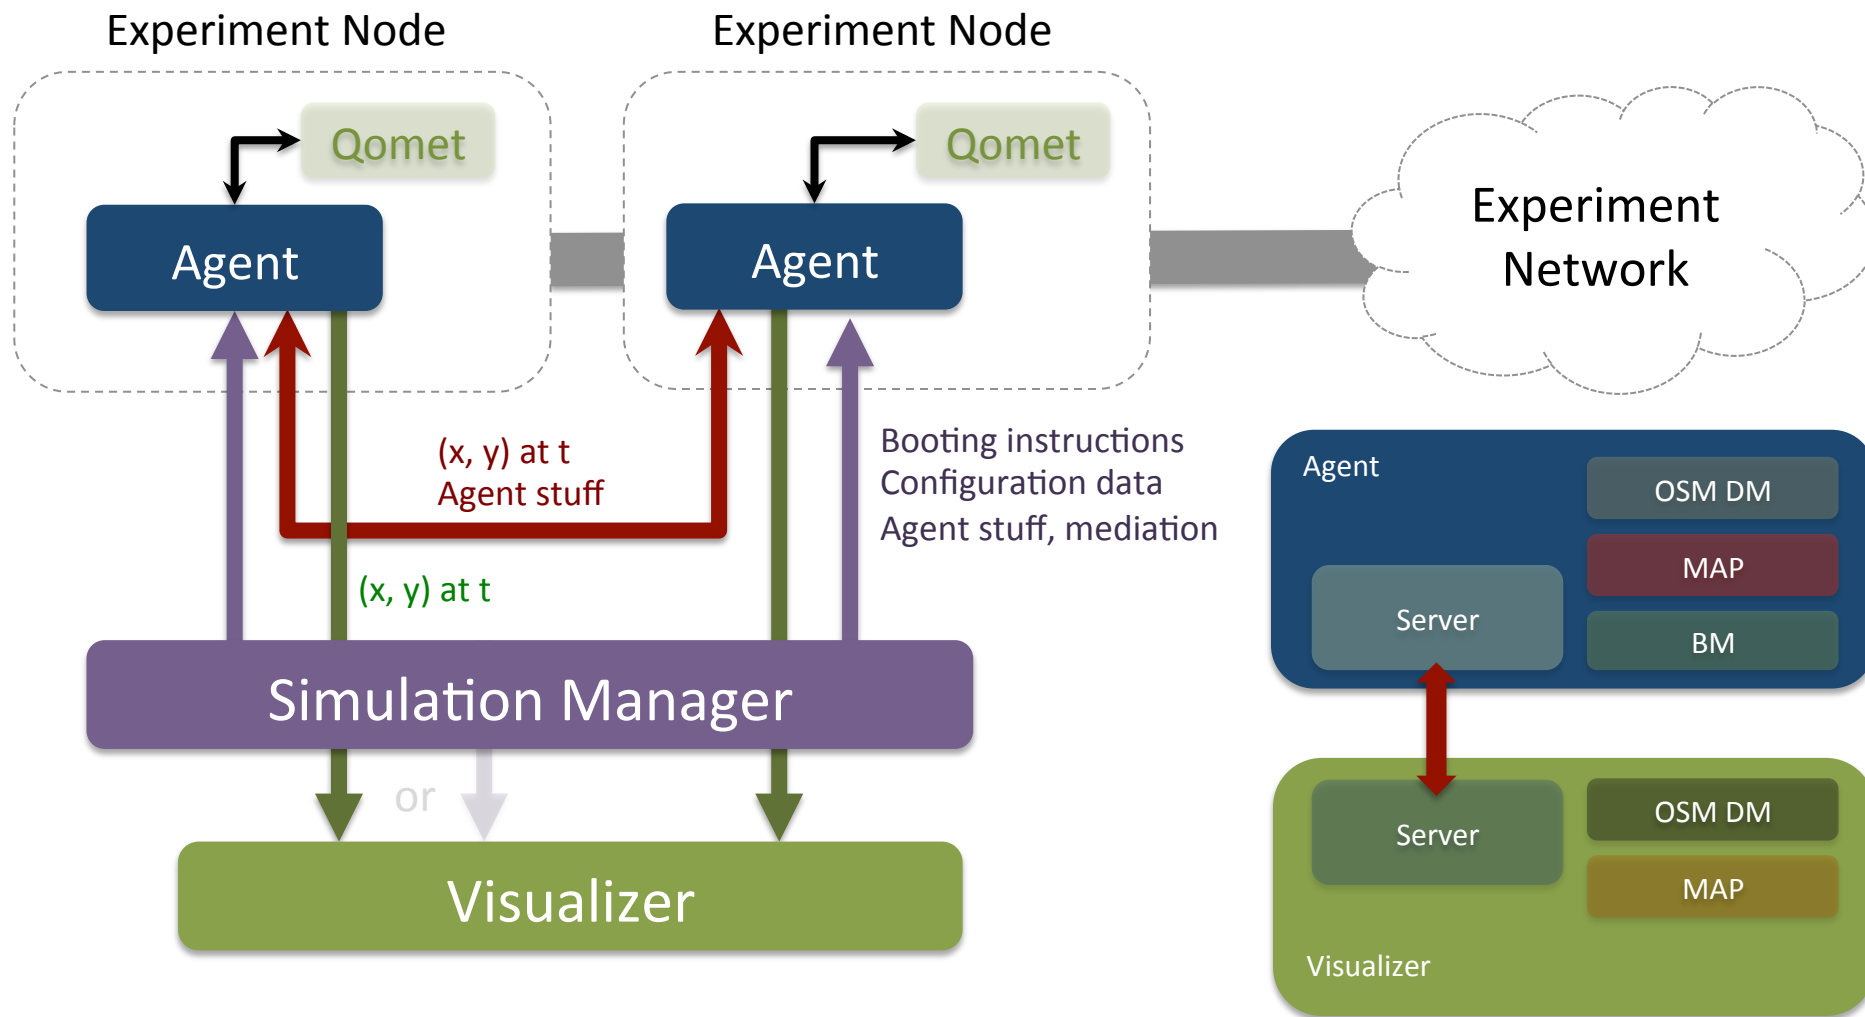 Experiment Node
Experiment Node
Qomet
Qomet
Agent
Agent
Experiment
Network
(x, y) at t
Agent stuff
Booting instructions
Configuration data
Agent stuff, mediation
(x, y) at t
Simulation Manager
or
Visualizer
Agent
OSM DM
MAP
Server
BM
OSM DM
Server
MAP
Visualizer